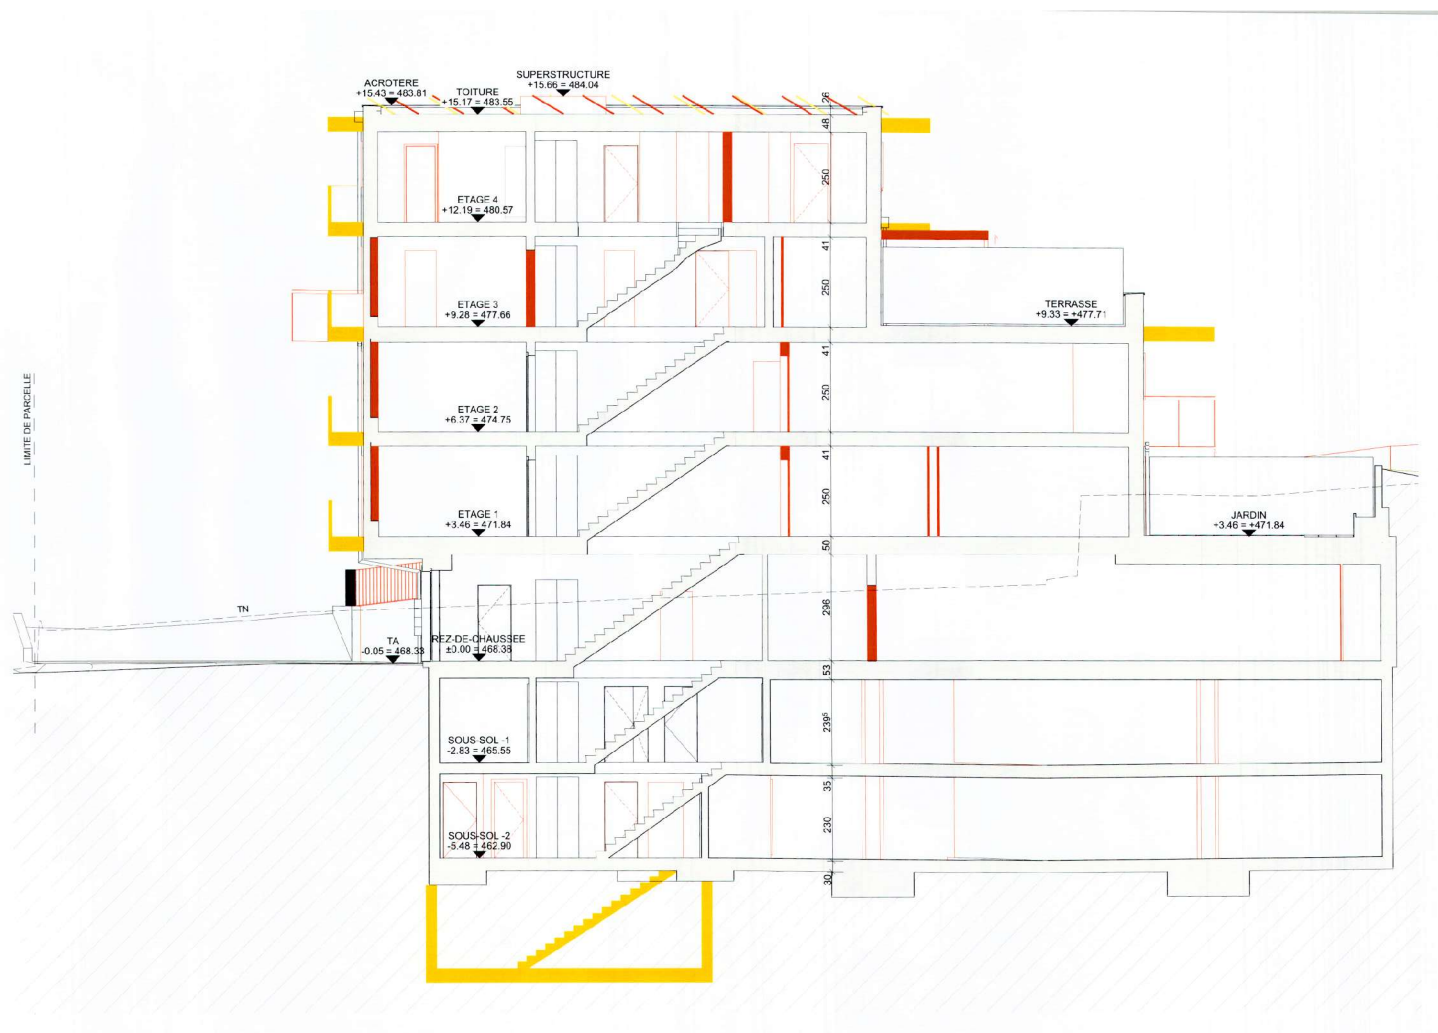 ACROTERE
+15.43 = 483.81
TOITURE
+15.17 = 483.55
SUPERSTRUCTURE
+15.66 = 484.04
26
48
250
ETAGE 4
+12.19 = 480.57
41
250
ETAGE 3
+9.28 = 477.66
TERRASSE
+9.33 = +477.71
41
250
ETAGE 2
+6.37 = 474.75
LIMITE DE PARCELLE
41
250
ETAGE 1
+3.46 = 471.84
JARDIN
+3.46 = +471.84
50
296
TN
TA
-0.05 = 468.33
REZ-DE-CHAUSSEE
±0.00 = 468.38
53
239⁵
SOUS-SOL -1
-2.83 = 465.55
35
230
SOUS-SOL -2
-5.48 = 462.90
30